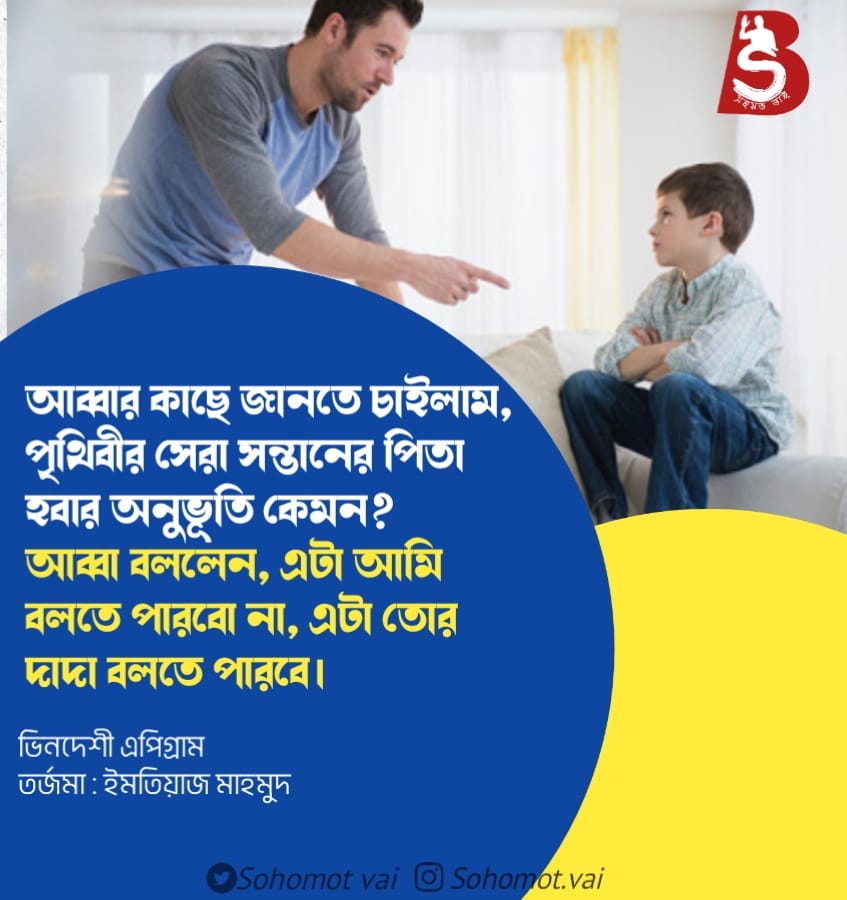 সহমত ভাই
আব্বার কাছে জানতে চাইলাম,
পৃথিবীর সেরা সন্তানের পিতা
হবার অনুভূতি কেমন?
আব্বা বললেন, এটা আমি
বলতে পারবো না, এটা তোর
দাদা বলতে পারবে।
ভিনদেশী এপিগ্রাম
তর্জমা : ইমতিয়াজ মাহমুদ
Sohomot vai Sohomot.vai